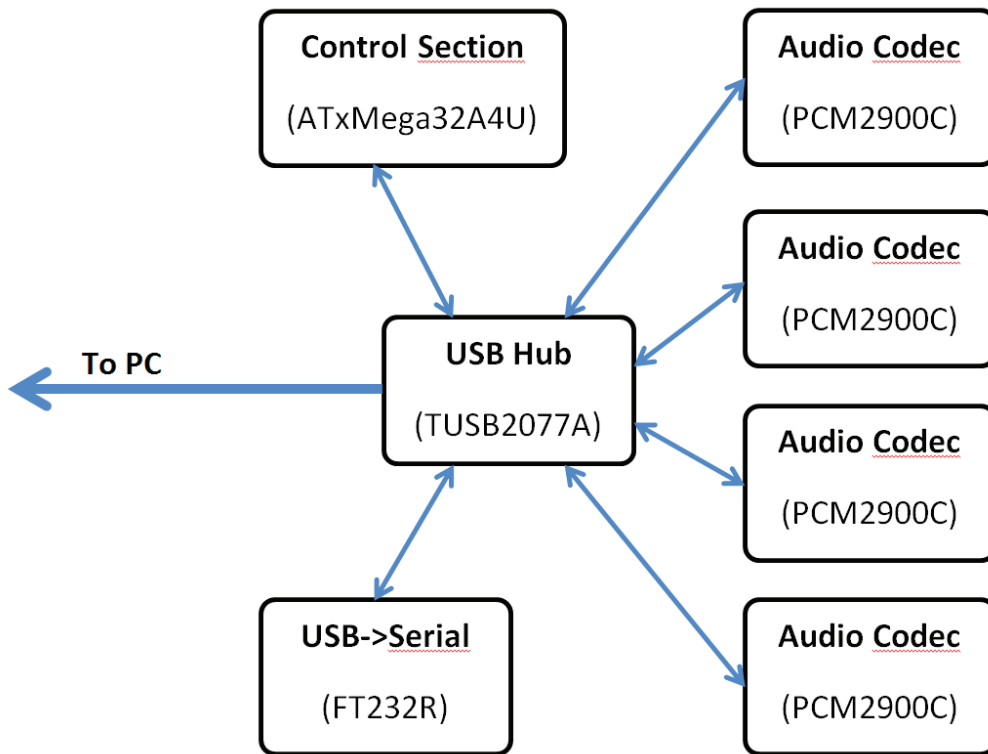 Control Section
(ATxMega32A4U)
Audio Codec
(PCM2900C)
Audio Codec
(PCM2900C)
To PC
USB Hub
(TUSB2077A)
Audio Codec
(PCM2900C)
USB->Serial
(FT232R)
Audio Codec
(PCM2900C)